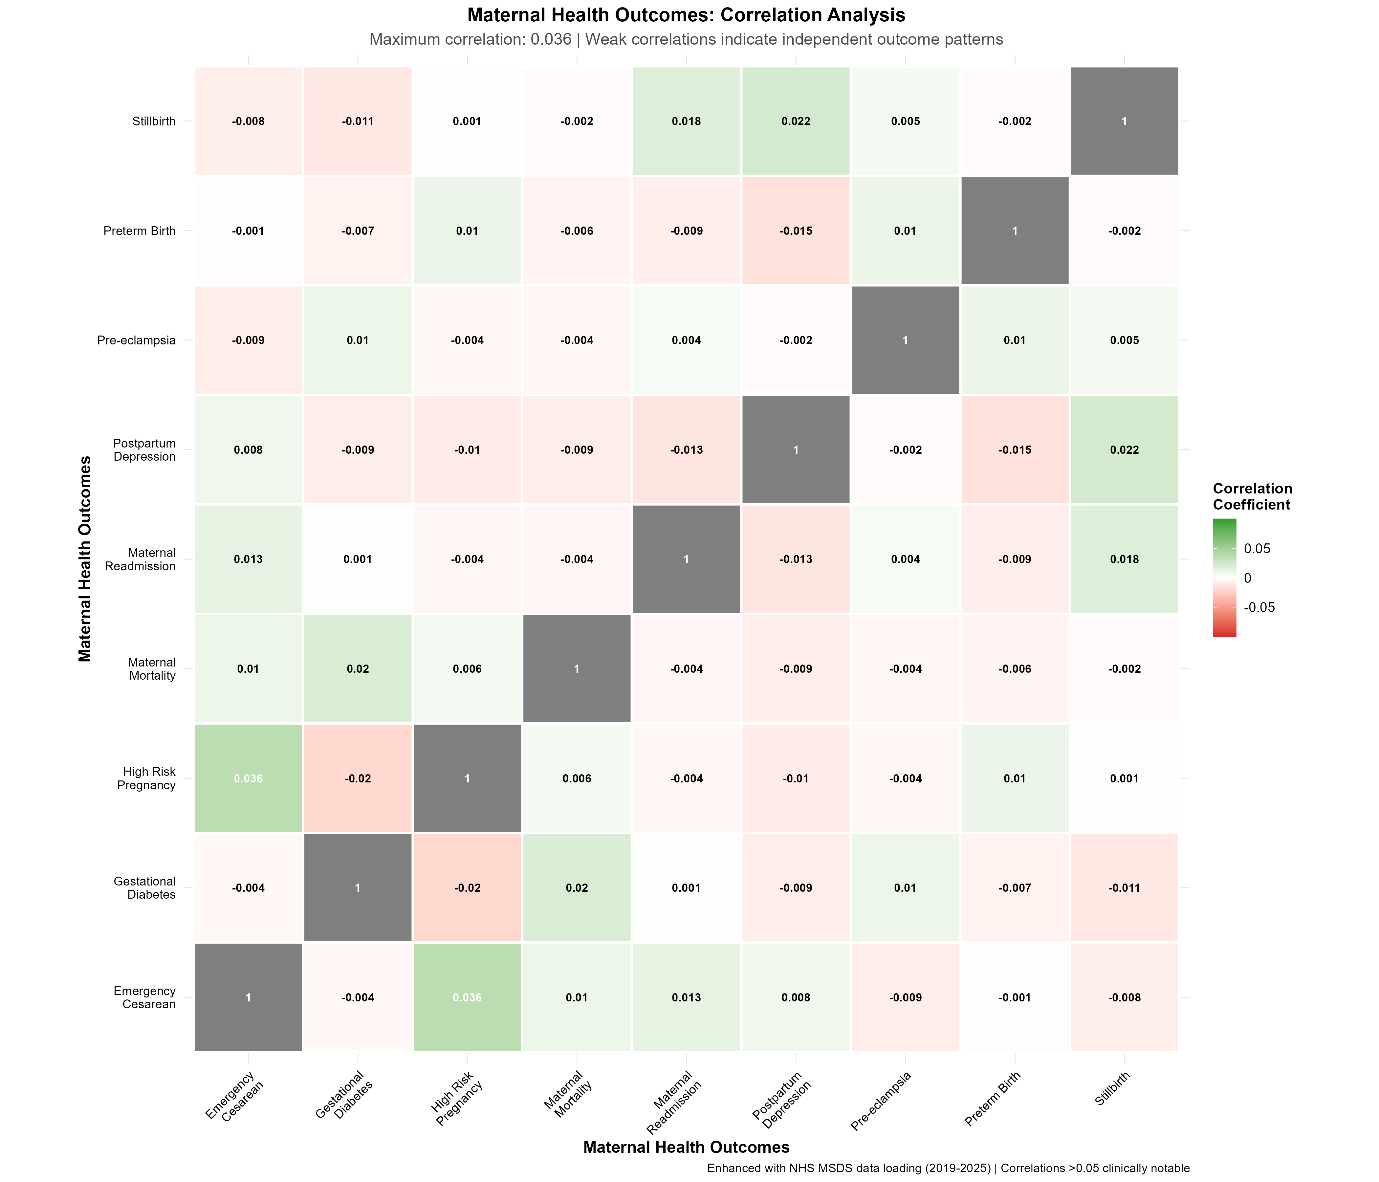 Maternal Health Outcomes: Correlation Analysis
Maximum correlation: 0.036 | Weak correlations indicate independent outcome patterns
Stillbirth
-0.008 -0.011 0.001 -0.002 0.018 0.022 0.005 -0.002 1
Preterm Birth
-0.001 -0.007 0.01 -0.006 -0.009 -0.015 0.01 1 -0.002
Pre-eclampsia
-0.009 0.01 -0.004 -0.004 0.004 -0.002 1 0.01 0.005
Postpartum
Depression
0.008 -0.009 -0.01 -0.009 -0.013 1 -0.002 -0.015 0.022
Maternal
Readmission
0.013 0.001 -0.004 -0.004 1 -0.013 0.004 -0.009 0.018
Maternal
Mortality
0.01 0.02 0.006 1 -0.004 -0.009 -0.004 -0.006 -0.002
High Risk
Pregnancy
0.036 -0.02 1 0.006 -0.004 -0.01 -0.004 0.01 0.001
Gestational
Diabetes
-0.004 1 -0.02 0.02 0.001 -0.009 0.01 -0.007 -0.011
Emergency
Cesarean
1 -0.004 0.036 0.01 0.013 0.008 -0.009 -0.001 -0.008
Maternal Health Outcomes
Correlation
Coefficient
0.05
0
-0.05
Emergency
Cesarean
Gestational
Diabetes
High Risk
Pregnancy
Maternal
Mortality
Maternal
Readmission
Postpartum
Depression
Pre-eclampsia
Preterm Birth
Stillbirth
Maternal Health Outcomes
Enhanced with NHS MSDS data loading (2019-2025) | Correlations >0.05 clinically notable